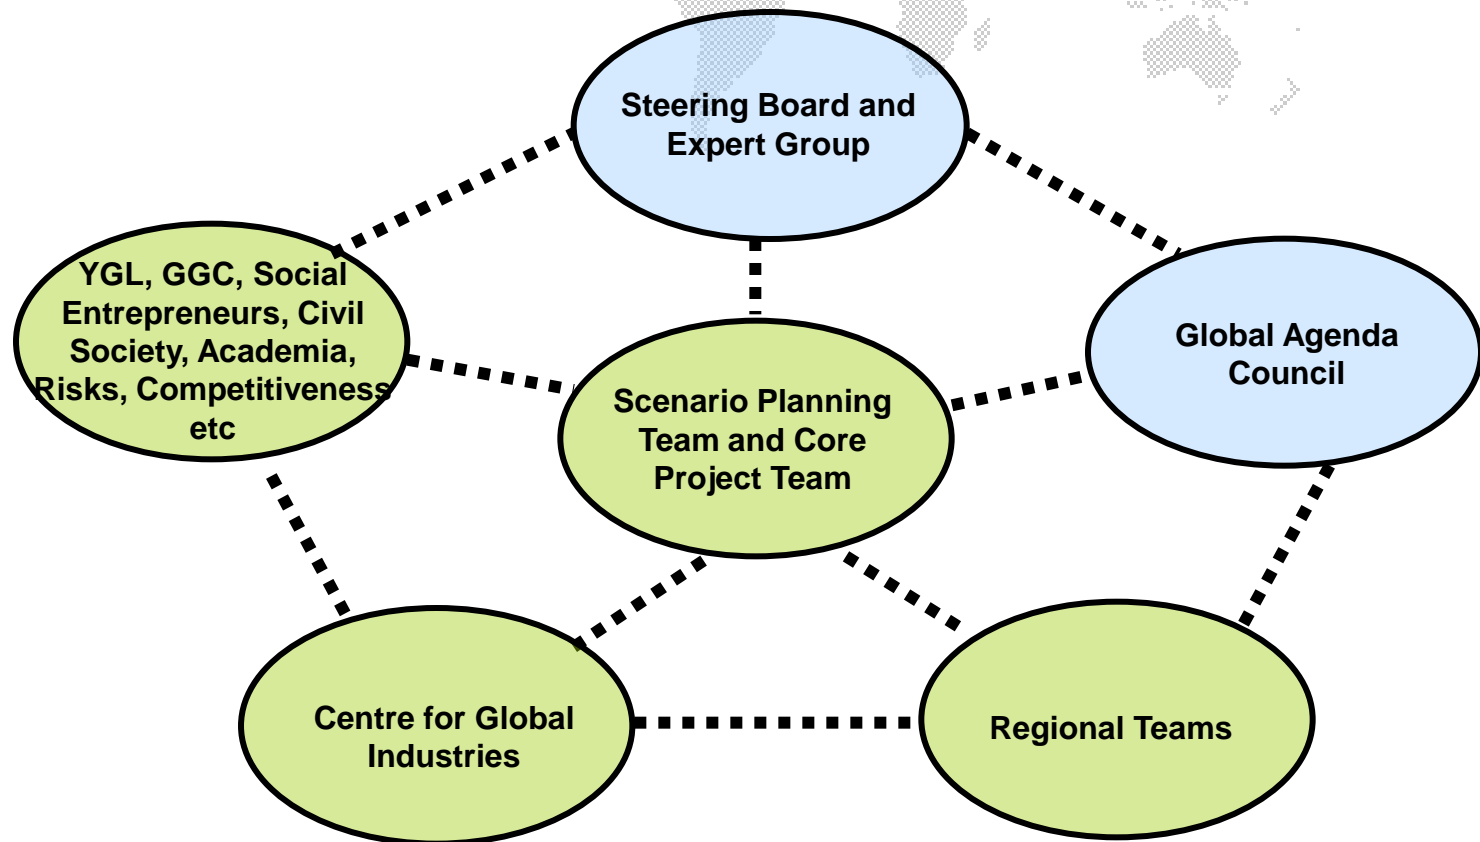 Steering Board and
Expert Group
YGL, GGC, Social
Entrepreneurs, Civil
Society, Academia,
Risks, Competitiveness
etc
Global Agenda
Council
Scenario Planning
Team and Core
Project Team
Centre for Global
Industries
Regional Teams